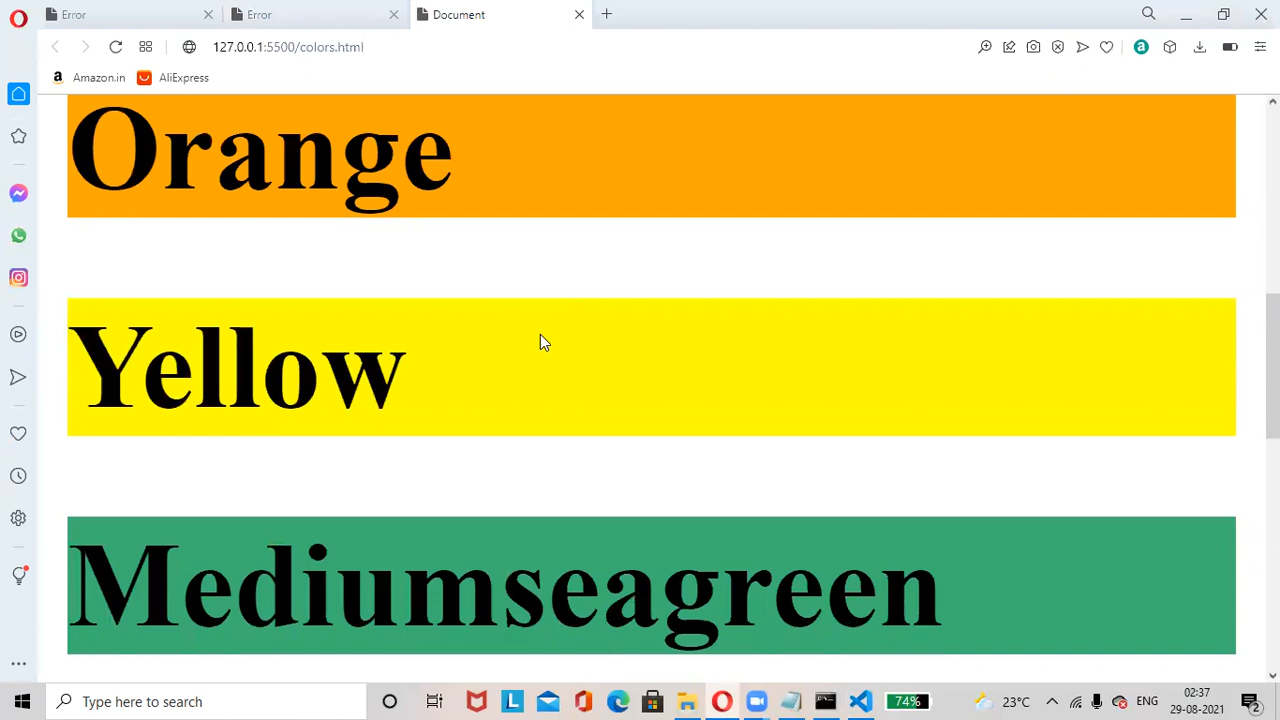 Error
Error
Document
127.0.0.1:5500/colors.html
Amazon.in
AliExpress
Orange
Yellow
Mediumseagreen
Type here to search
74%
23°C
ENG
02:37
29-08-2021
2